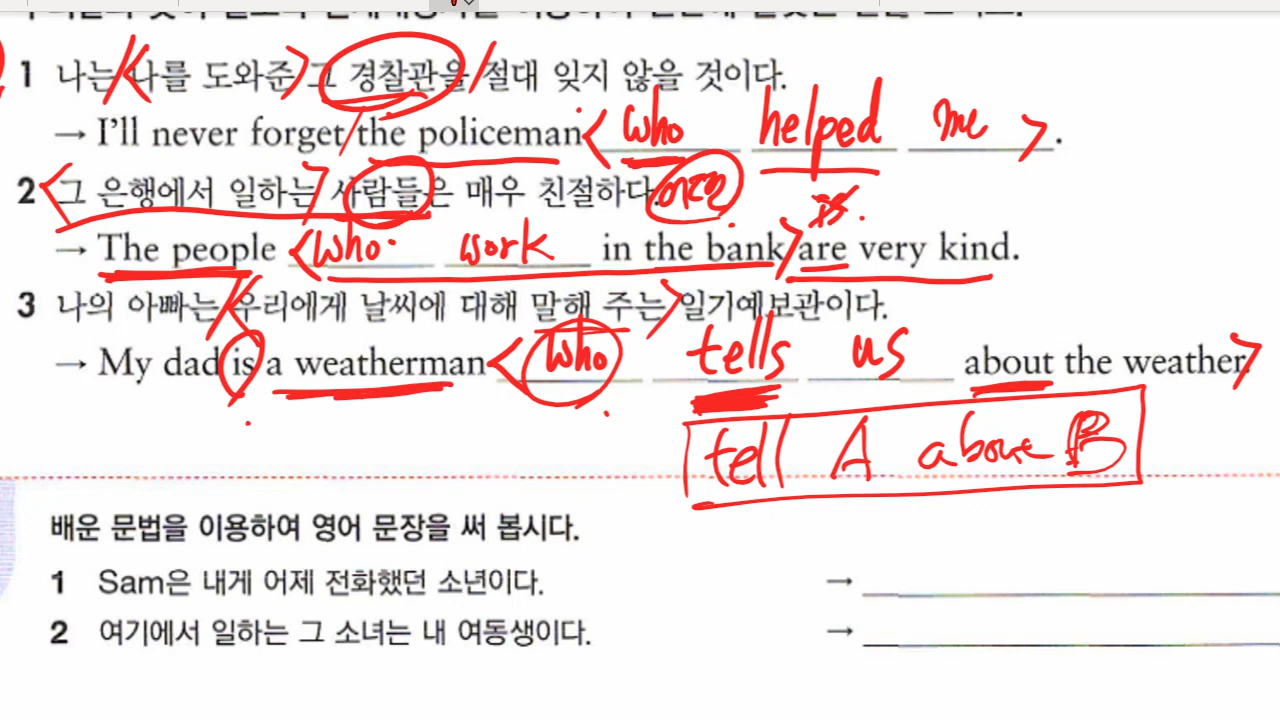 1 나는 나를 도와준 그 경찰관을 절대 잊지 않을 것이다.
→ I'll never forget the policeman who helped me.
2 그 은행에서 일하는 사람들은 매우 친절하다.
is.
→ The people who work in the bank are very kind.
3 나의 아빠는 우리에게 날씨에 대해 말해 주는 일기예보관이다.
→ My dad is a weatherman who tells us about the weather.
tell A about B
배운 문법을 이용하여 영어 문장을 써 봅시다.
1 Sam은 내게 어제 전화했던 소년이다. →
2 여기에서 일하는 그 소녀는 내 여동생이다. →